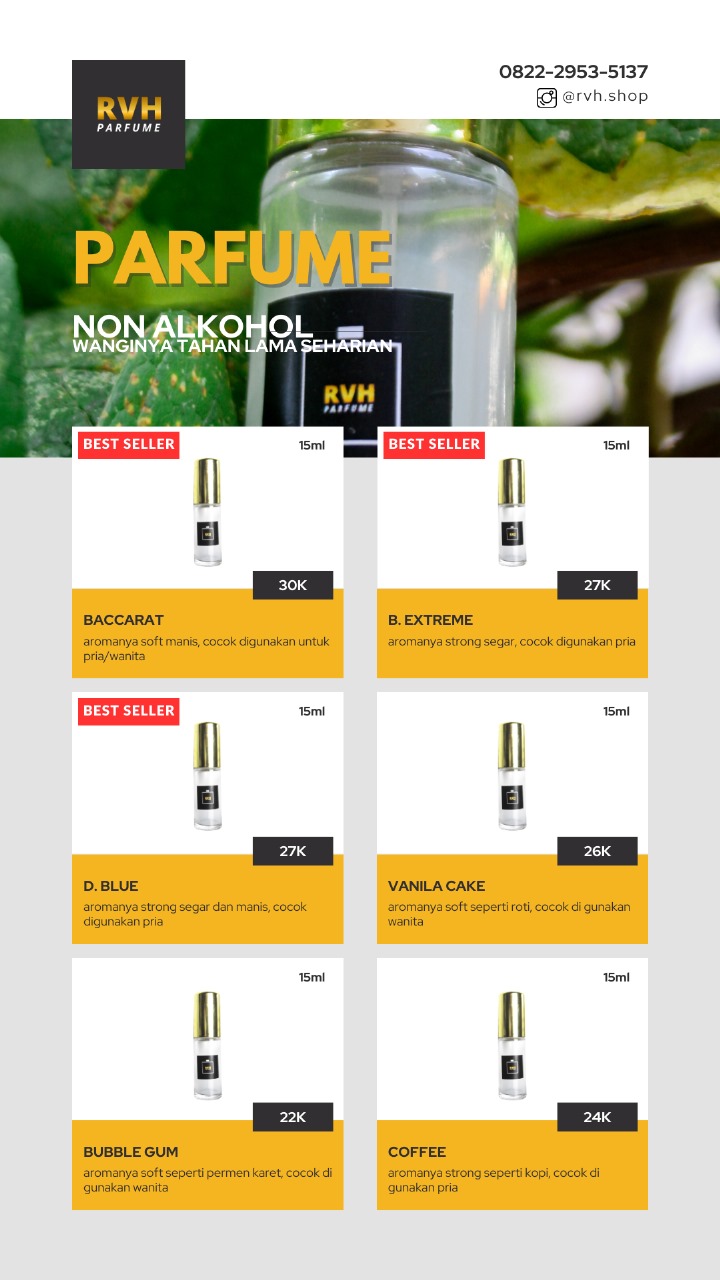 RVH
PARFUME
0822-2953-5137
@rvh.shop
PARFUME
NON ALKOHOL
WANGINYA TAHAN LAMA SEHARIAN
RVH
PARFUME
BEST SELLER
15ml
30K
BACCARAT
aromanya soft manis, cocok digunakan untuk
pria/wanita
BEST SELLER
15ml
27K
B. EXTREME
aromanya strong segar, cocok digunakan pria
BEST SELLER
15ml
27K
D. BLUE
aromanya strong segar dan manis, cocok
digunakan pria
15ml
26K
VANILA CAKE
aromanya soft seperti roti, cocok di gunakan
wanita
15ml
22K
BUBBLE GUM
aromanya soft seperti permen karet, cocok di
gunakan wanita
15ml
24K
COFFEE
aromanya strong seperti kopi, cocok di
gunakan pria